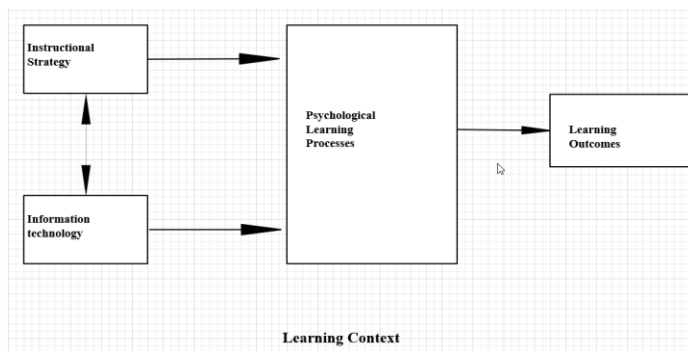 Instructional
Strategy
Psychological
Learning
Processes
Learning
Outcomes
Information
technology
Learning Context